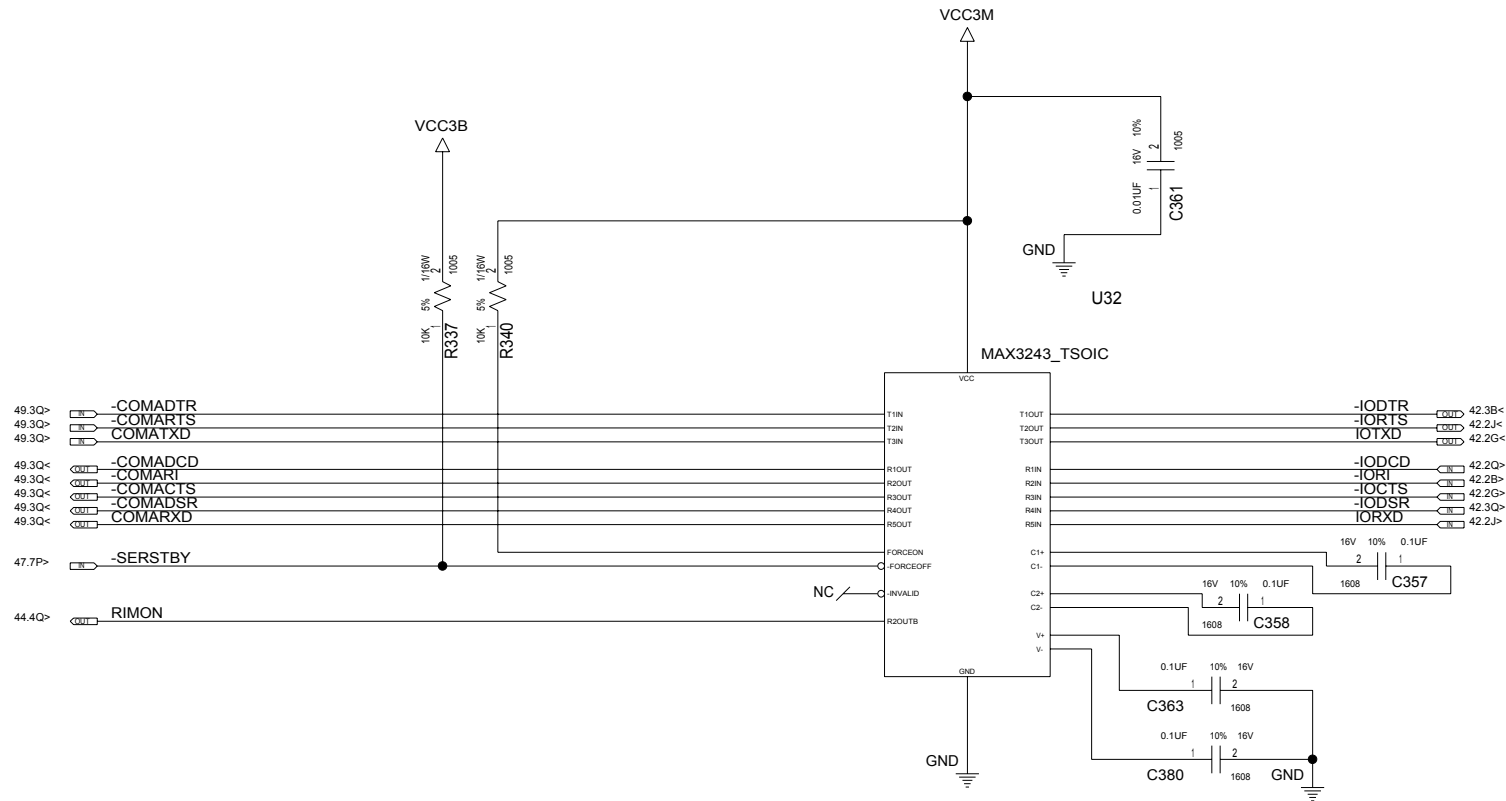 VCC3M
VCC3B
16V 10%
2
1005
0.01UF
1
C361
GND
U32
1/16W
2
1005
5%
10K
1
R337
1/16W
2
1005
5%
10K
1
R340
MAX3243_TSOIC
VCC
49.3Q> IN -COMADTR T1IN T1OUT -IODTR OUT 42.3B<
49.3Q> IN -COMARTS T2IN T2OUT -IORTS OUT 42.2J<
49.3Q> IN COMATXD T3IN T3OUT IOTXD OUT 42.2G<
49.3Q< OUT -COMADCD R1OUT R1IN -IODCD IN 42.2Q>
49.3Q< OUT -COMARI R2OUT R2IN -IORI IN 42.2B>
49.3Q< OUT -COMACTS R3OUT R3IN -IOCTS IN 42.2G>
49.3Q< OUT -COMADSR R4OUT R4IN -IODSR IN 42.3Q>
49.3Q< OUT COMARXD R5OUT R5IN IORXD IN 42.2J>
FORCEON C1+
47.7P> IN -SERSTBY -FORCEOFF C1-
16V 10% 0.1UF
2 1
1608 C357
NC -INVALID C2+
C2-
16V 10% 0.1UF
2 1
1608 C358
44.4Q> OUT RIMON R2OUTB
V+
V-
GND
0.1UF 10% 16V
1 2
C363 1608
0.1UF 10% 16V
1 2
C380 1608
GND
GND